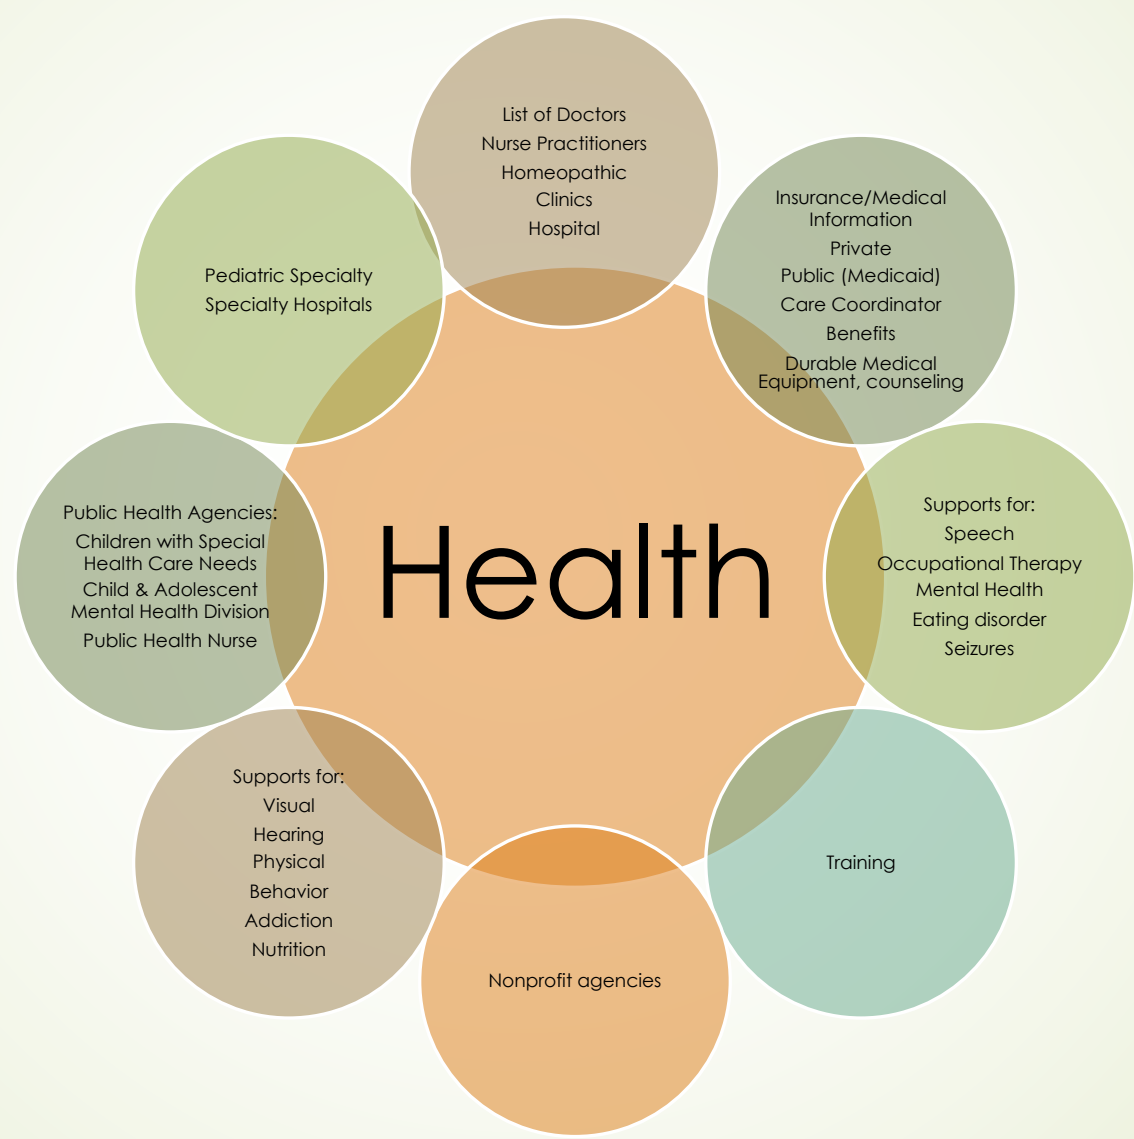 List of Doctors
Nurse Practitioners
Homeopathic
Clinics
Hospital
Insurance/Medical
Information
Private
Public (Medicaid)
Care Coordinator
Benefits
Durable Medical
Equipment, counseling
Supports for:
Speech
Occupational Therapy
Mental Health
Eating disorder
Seizures
Training
Nonprofit agencies
Supports for:
Visual
Hearing
Physical
Behavior
Addiction
Nutrition
Public Health Agencies:
Children with Special
Health Care Needs
Child & Adolescent
Mental Health Division
Public Health Nurse
Pediatric Specialty
Specialty Hospitals
Health